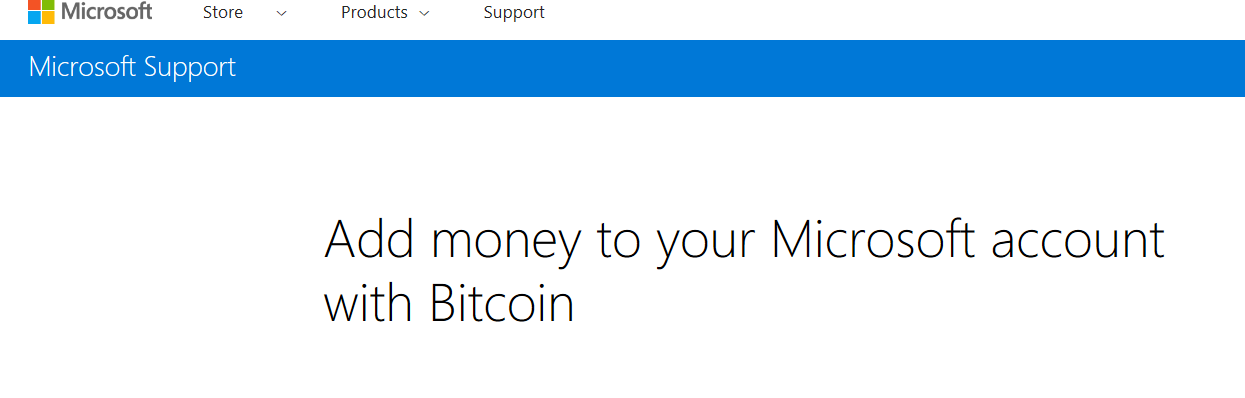 Microsoft Store Products Support
Microsoft Support
Add money to your Microsoft account
with Bitcoin